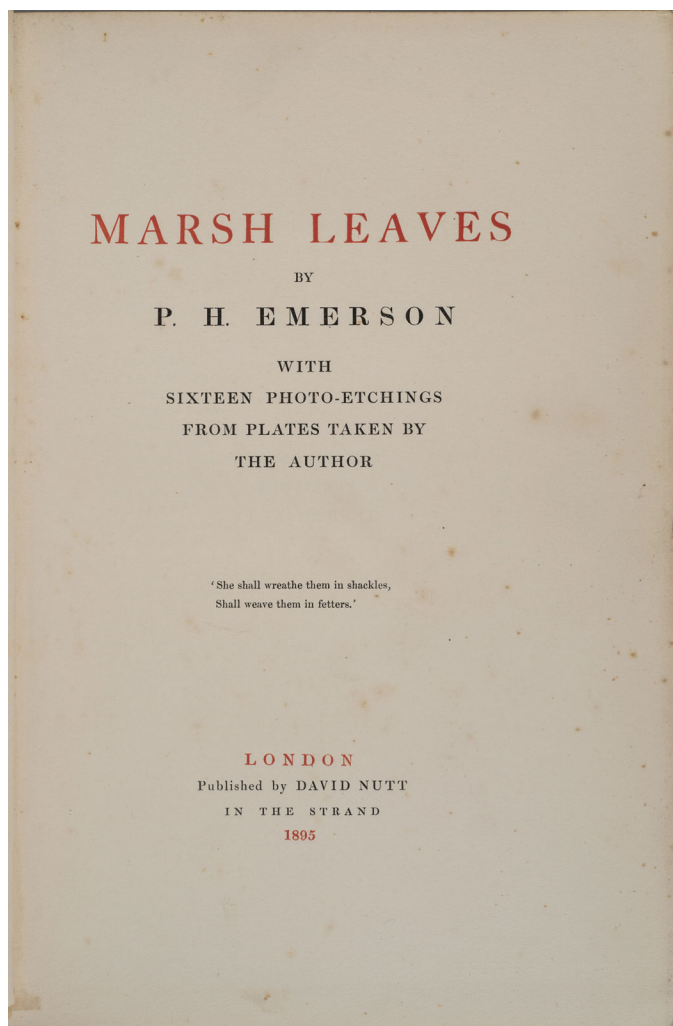 MARSH LEAVES
BY
P. H. EMERSON
WITH
SIXTEEN PHOTO-ETCHINGS
FROM PLATES TAKEN BY
THE AUTHOR
‘She shall wreathe them in shackles,
Shall weave them in fetters.’
LONDON
Published by DAVID NUTT
IN THE STRAND
1895